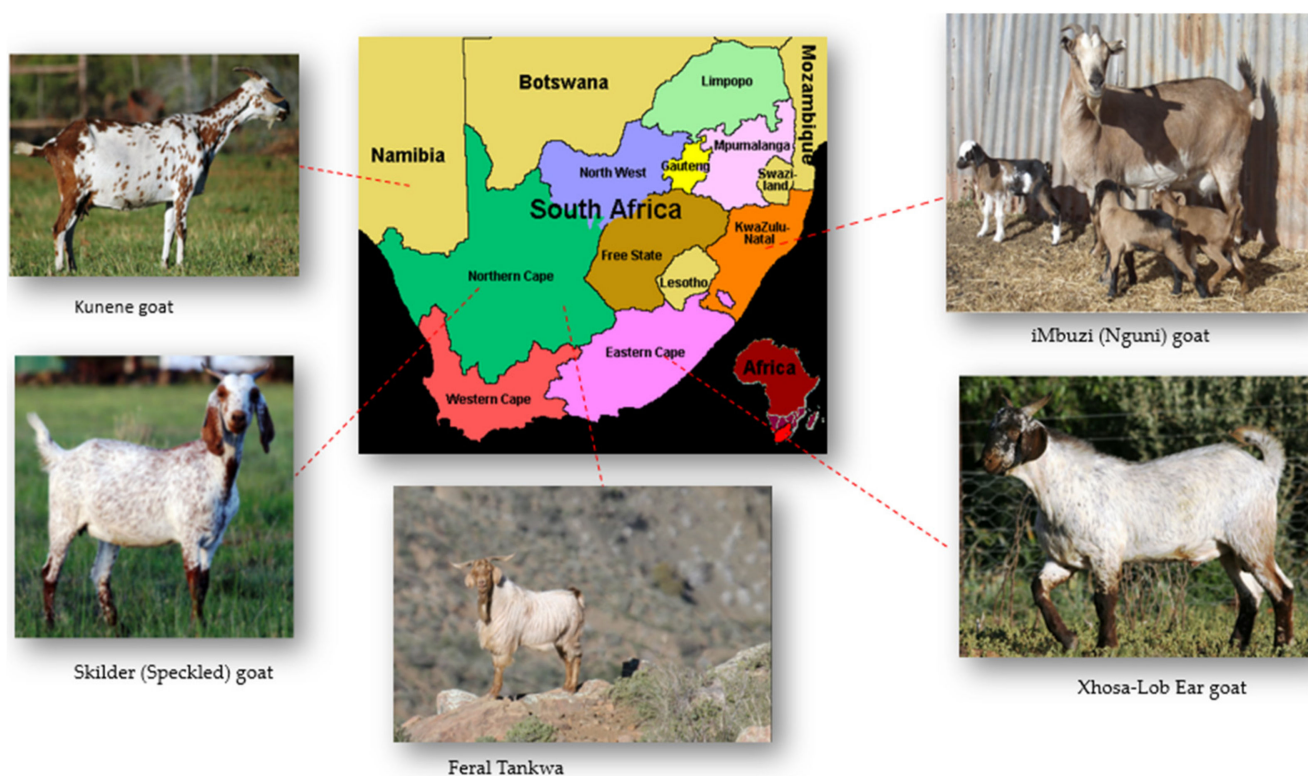 Botswana
Limpopo
Mozambique
Namibia
North West
Gauteng
Mpumalanga
Swazi-
land
South Africa
KwaZulu-
Natal
Free State
Northern Cape
Lesotho
Eastern Cape
Western Cape
Africa
Kunene goat
iMbuzi (Nguni) goat
Skilder (Speckled) goat
Xhosa-Lob Ear goat
Feral Tankwa